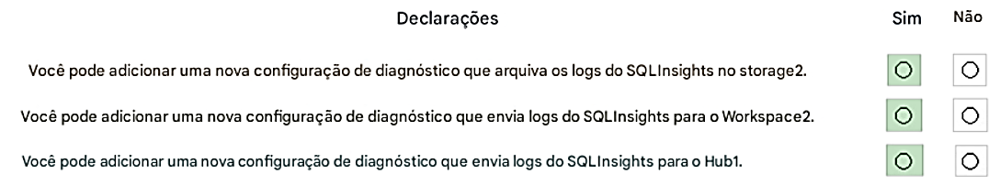 Declarações Sim Não
Você pode adicionar uma nova configuração de diagnóstico que arquiva os logs do SQLInsights no storage2.
Você pode adicionar uma nova configuração de diagnóstico que envia logs do SQLInsights para o Workspace2.
Você pode adicionar uma nova configuração de diagnóstico que envia logs do SQLInsights para o Hub1.